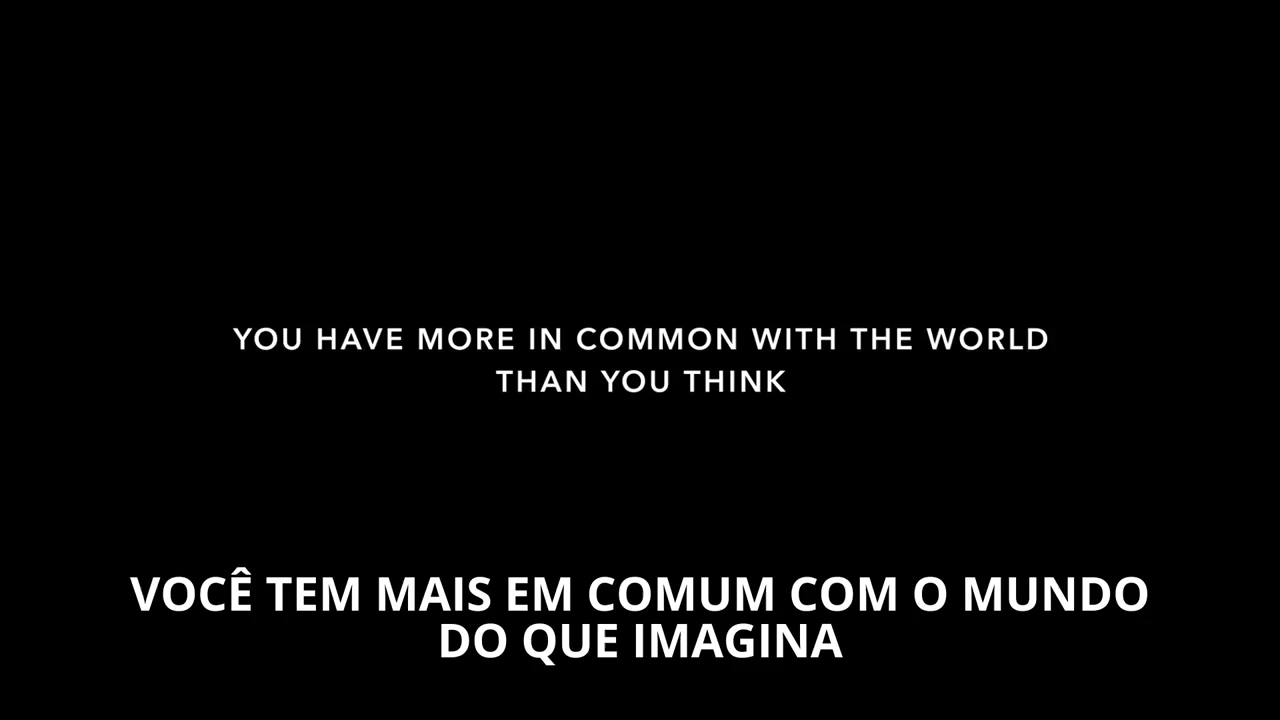 YOU HAVE MORE IN COMMON WITH THE WORLD
THAN YOU THINK
VOCÊ TEM MAIS EM COMUM COM O MUNDO
DO QUE IMAGINA